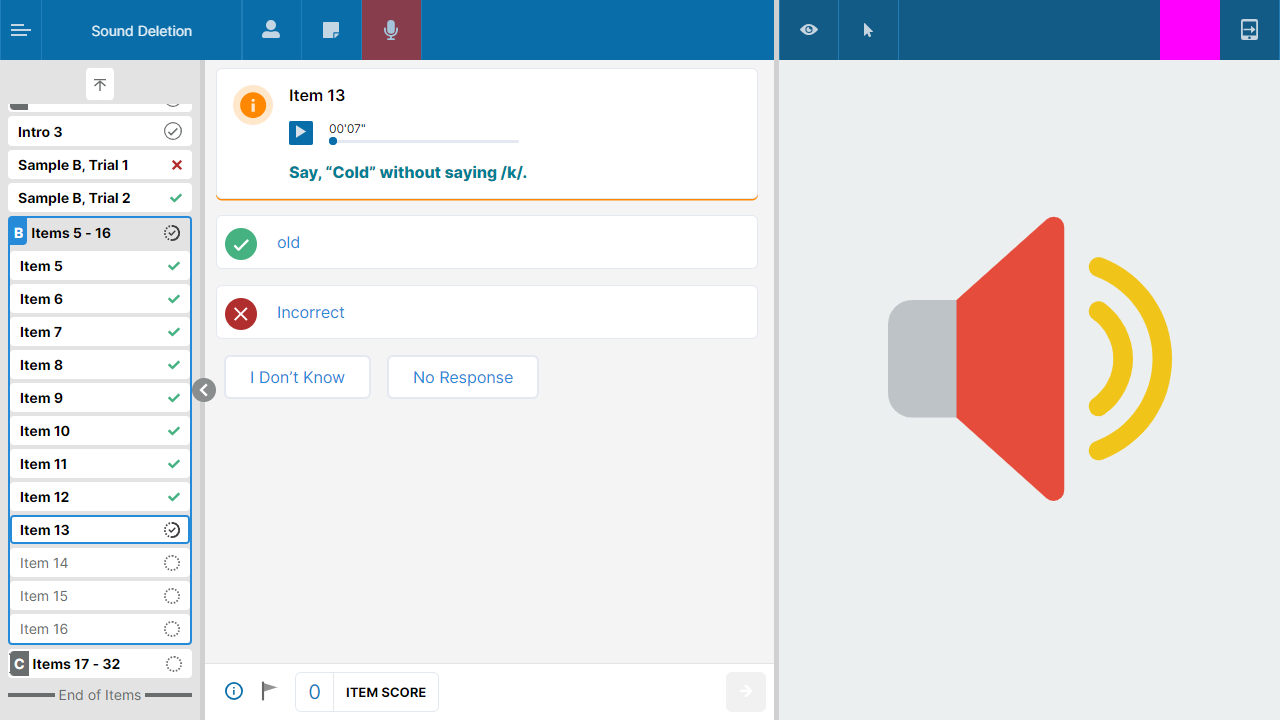 Sound Deletion
Intro 3
Sample B, Trial 1
Sample B, Trial 2
B Items 5 - 16
Item 5
Item 6
Item 7
Item 8
Item 9
Item 10
Item 11
Item 12
Item 13
Item 14
Item 15
Item 16
C Items 17 - 32
End of Items
Item 13
00'07"
Say, “Cold” without saying /k/.
old
Incorrect
I Don’t Know
No Response
0 ITEM SCORE